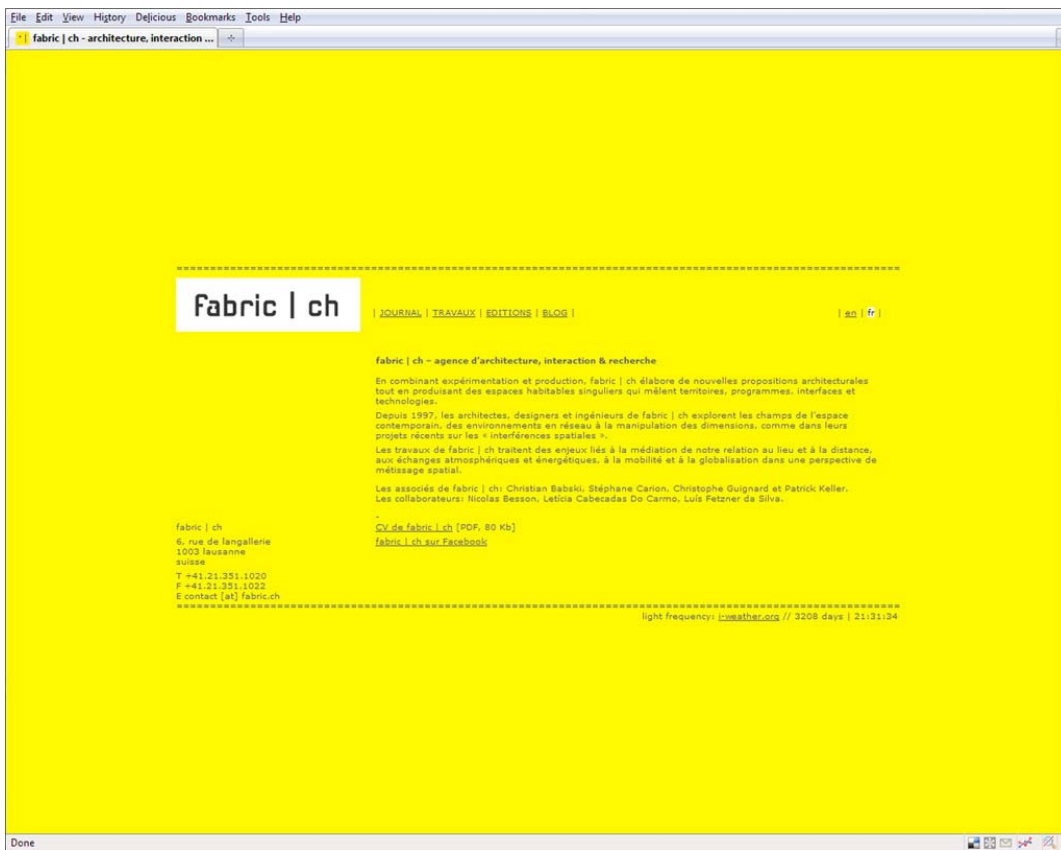 File Edit View History Delicious Bookmarks Tools Help
fabric | ch - architecture, interaction ...
================================================================================================================
fabric | ch
| JOURNAL | TRAVAUX | EDITIONS | BLOG |
| en | fr |
fabric | ch – agence d'architecture, interaction & recherche
En combinant expérimentation et production, fabric | ch élabore de nouvelles propositions architecturales
tout en produisant des espaces habitables singuliers qui mêlent territoires, programmes, interfaces et
technologies.
Depuis 1997, les architectes, designers et ingénieurs de fabric | ch explorent les champs de l'espace
contemporain, des environnements en réseau à la manipulation des dimensions, comme dans leurs
projets récents sur les « interférences spatiales ».
Les travaux de fabric | ch traitent des enjeux liés à la médiation de notre relation au lieu et à la distance,
aux échanges atmosphériques et énergétiques, à la mobilité et à la globalisation dans une perspective de
métissage spatial.
Les associés de fabric | ch: Christian Babski, Stéphane Carion, Christophe Guignard et Patrick Keller.
Les collaborateurs: Nicolas Besson, Letícia Cabecadas Do Carmo, Luís Fetzner da Silva.
-
CV de fabric | ch [PDF, 80 Kb]
fabric | ch sur Facebook
fabric | ch
6, rue de langallerie
1003 lausanne
suisse
T +41.21.351.1020
F +41.21.351.1022
E contact [at] fabric.ch
================================================================================================================
light frequency: i-weather.org // 3208 days | 21:31:34
Done